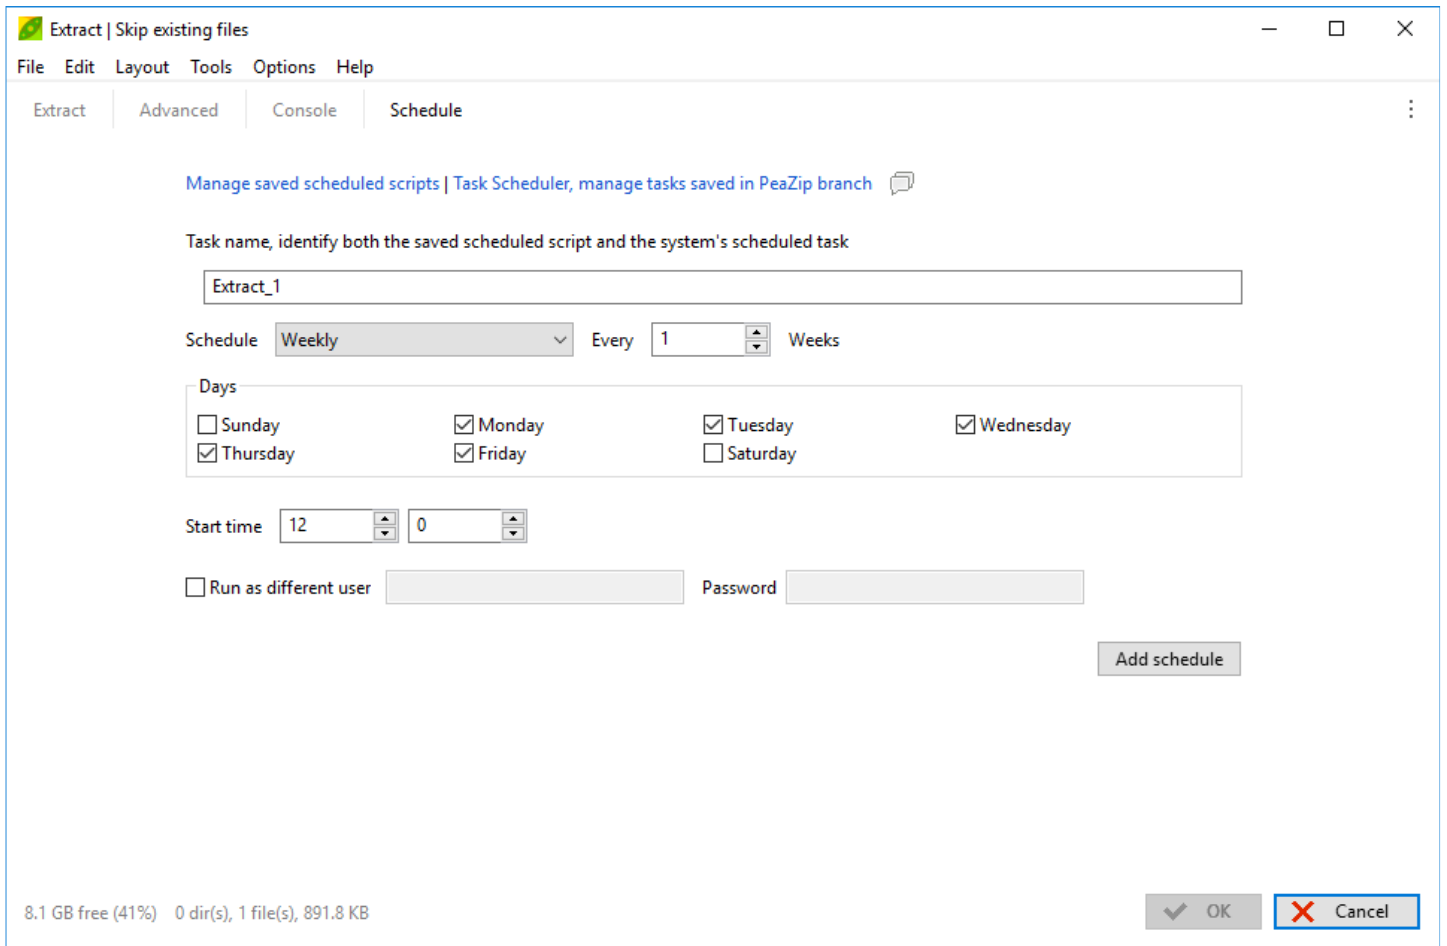 Extract | Skip existing files
File Edit Layout Tools Options Help
Extract Advanced Console Schedule
Manage saved scheduled scripts | Task Scheduler, manage tasks saved in PeaZip branch
Task name, identify both the saved scheduled script and the system's scheduled task
Extract_1
Schedule Weekly Every 1 Weeks
Days
Sunday Monday Tuesday Wednesday
Thursday Friday Saturday
Start time 12 0
Run as different user Password
Add schedule
8.1 GB free (41%) 0 dir(s), 1 file(s), 891.8 KB OK Cancel